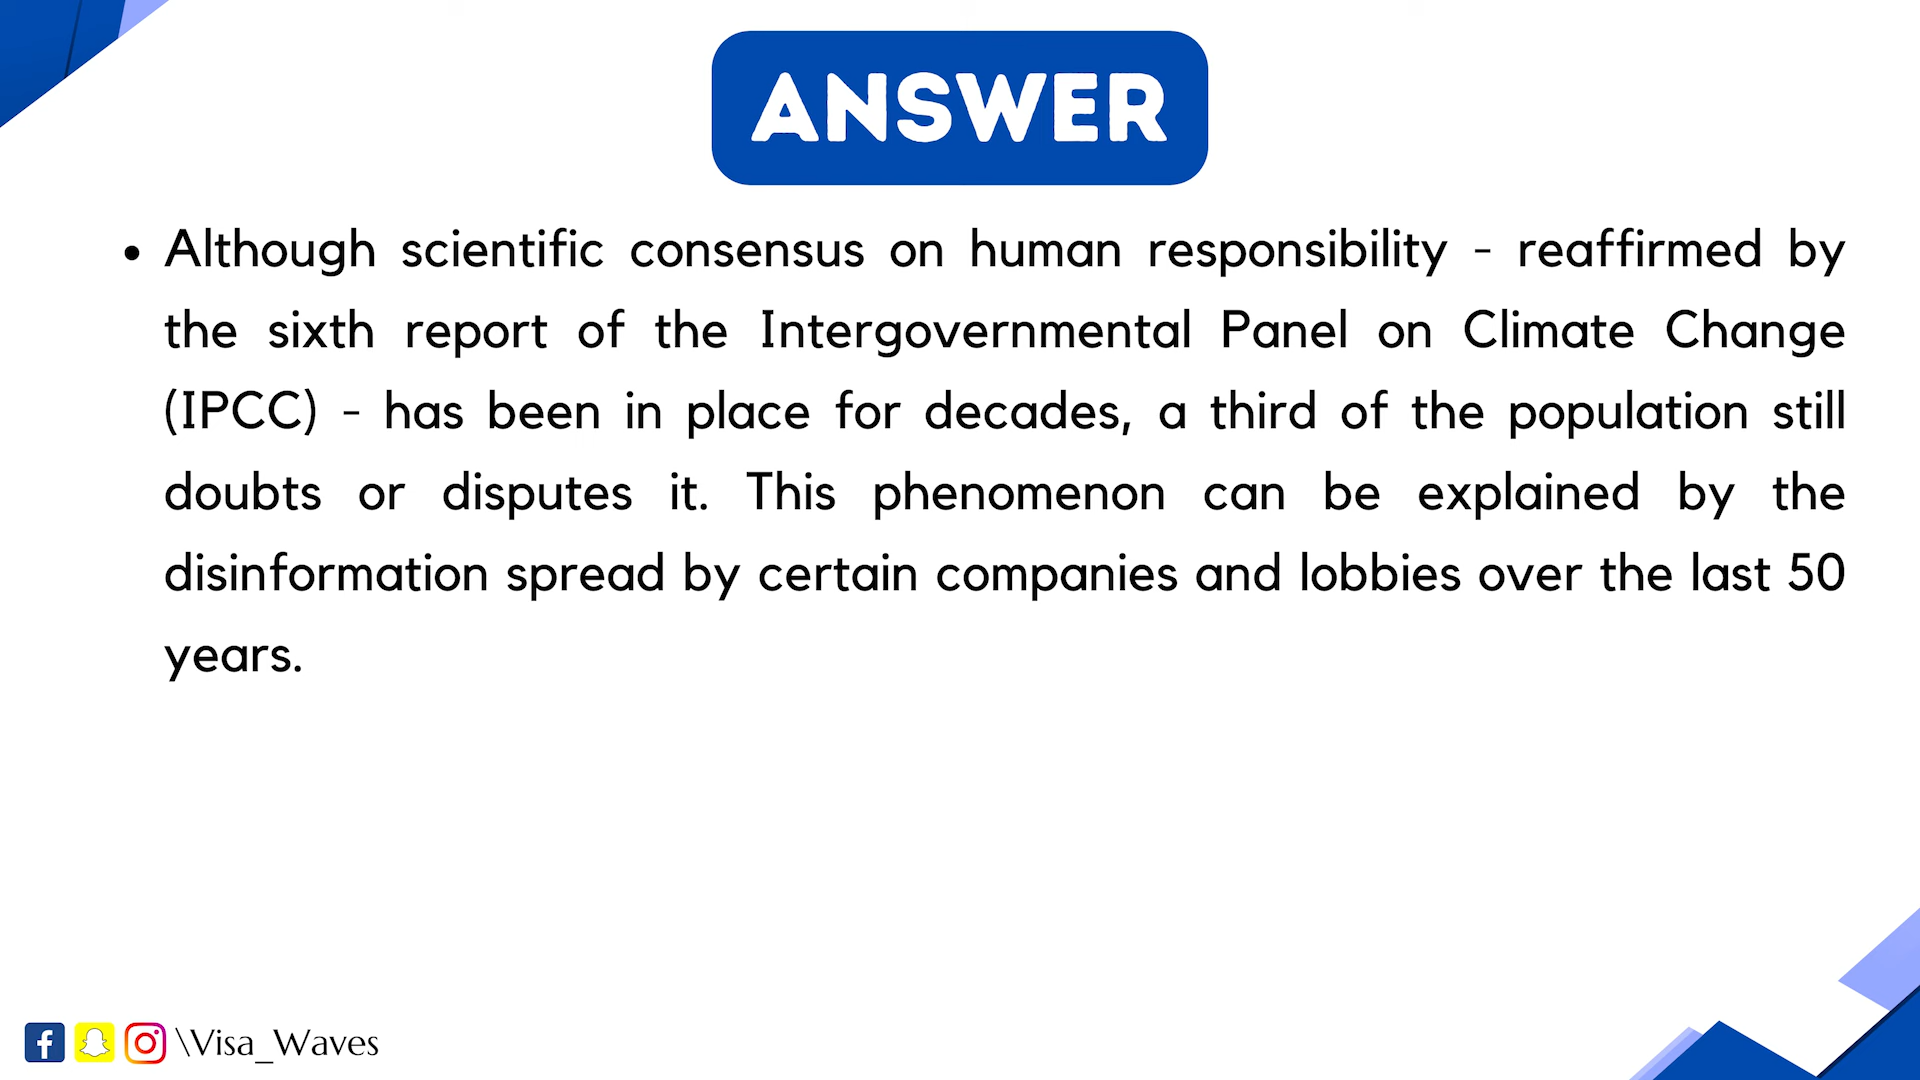 ANSWER
• Although scientific consensus on human responsibility - reaffirmed by
the sixth report of the Intergovernmental Panel on Climate Change
(IPCC) - has been in place for decades, a third of the population still
doubts or disputes it. This phenomenon can be explained by the
disinformation spread by certain companies and lobbies over the last 50
years.
\Visa_Waves